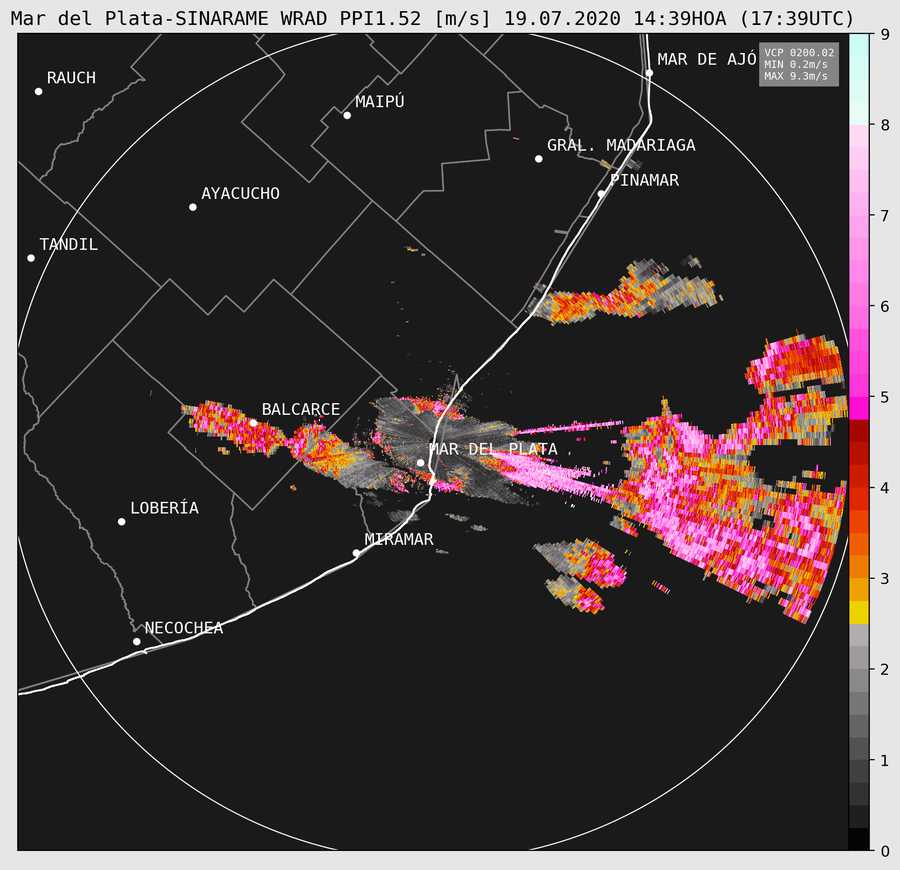 Mar del Plata-SINARAME WRAD PPI1.52 [m/s] 19.07.2020 14:39HOA (17:39UTC)
VCP 0200.02
MIN 0.2m/s
MAX 9.3m/s
MAR DE AJÓ
RAUCH
MAIPÚ
GRAL. MADARIAGA
PINAMAR
AYACUCHO
TANDIL
BALCARCE
MAR DEL PLATA
LOBERÍA
MIRAMAR
NECOCHEA
9
8
7
6
5
4
3
2
1
0